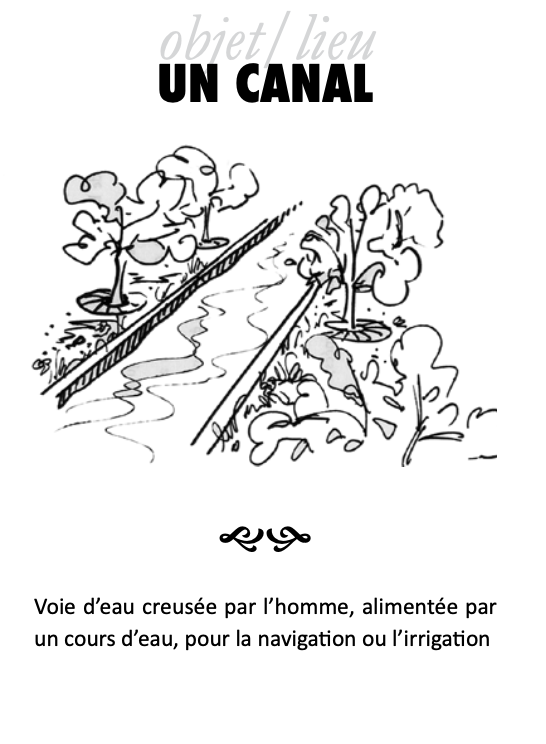 objet/lieu
UN CANAL
Voie d’eau creusée par l’homme, alimentée par
un cours d’eau, pour la navigation ou l’irrigation